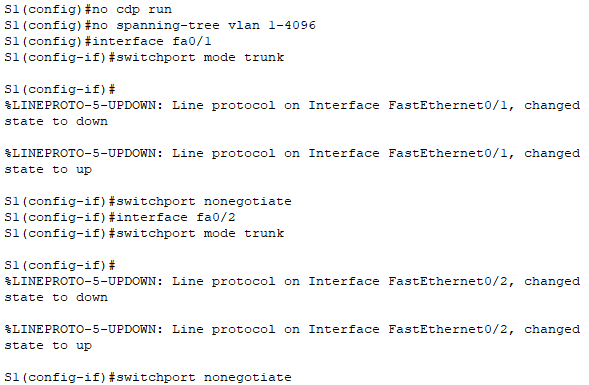 S1(config)#no cdp run
S1(config)#no spanning-tree vlan 1-4096
S1(config)#interface fa0/1
S1(config-if)#switchport mode trunk
S1(config-if)#
%LINEPROTO-5-UPDOWN: Line protocol on Interface FastEthernet0/1, changed
state to down
%LINEPROTO-5-UPDOWN: Line protocol on Interface FastEthernet0/1, changed
state to up
S1(config-if)#switchport nonegotiate
S1(config-if)#interface fa0/2
S1(config-if)#switchport mode trunk
S1(config-if)#
%LINEPROTO-5-UPDOWN: Line protocol on Interface FastEthernet0/2, changed
state to down
%LINEPROTO-5-UPDOWN: Line protocol on Interface FastEthernet0/2, changed
state to up
S1(config-if)#switchport nonegotiate